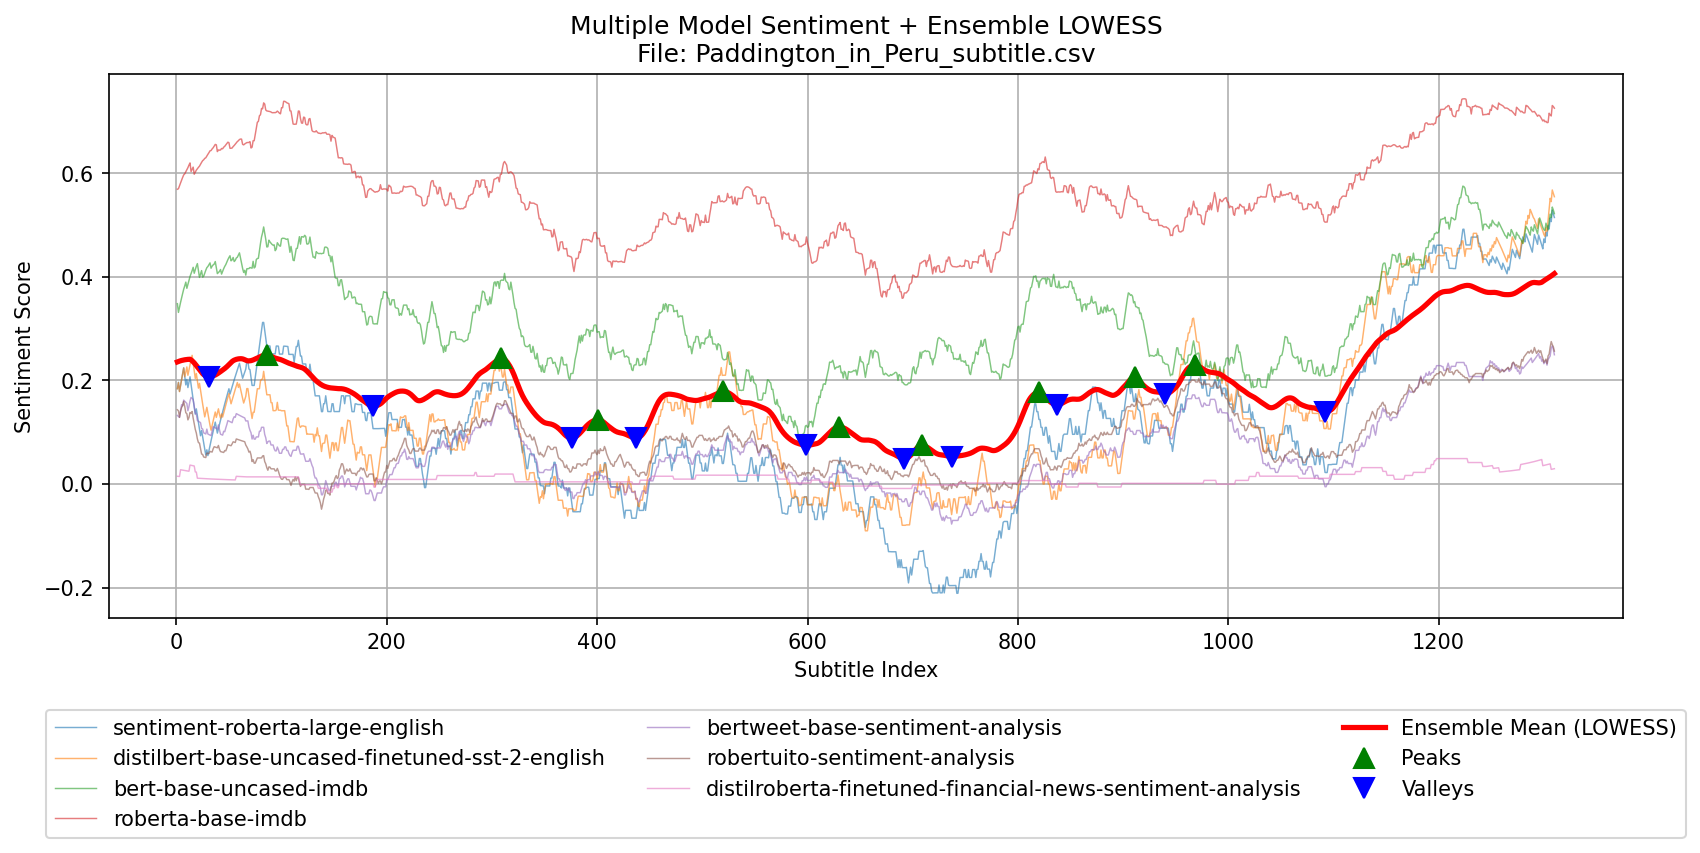 Multiple Model Sentiment + Ensemble LOWESS
File: Paddington_in_Peru_subtitle.csv
Sentiment Score
0.6
0.4
0.2
0.0
−0.2
0 200 400 600 800 1000 1200
Subtitle Index
sentiment-roberta-large-english
distilbert-base-uncased-finetuned-sst-2-english
bert-base-uncased-imdb
roberta-base-imdb
bertweet-base-sentiment-analysis
robertuito-sentiment-analysis
distilroberta-finetuned-financial-news-sentiment-analysis
Ensemble Mean (LOWESS)
Peaks
Valleys